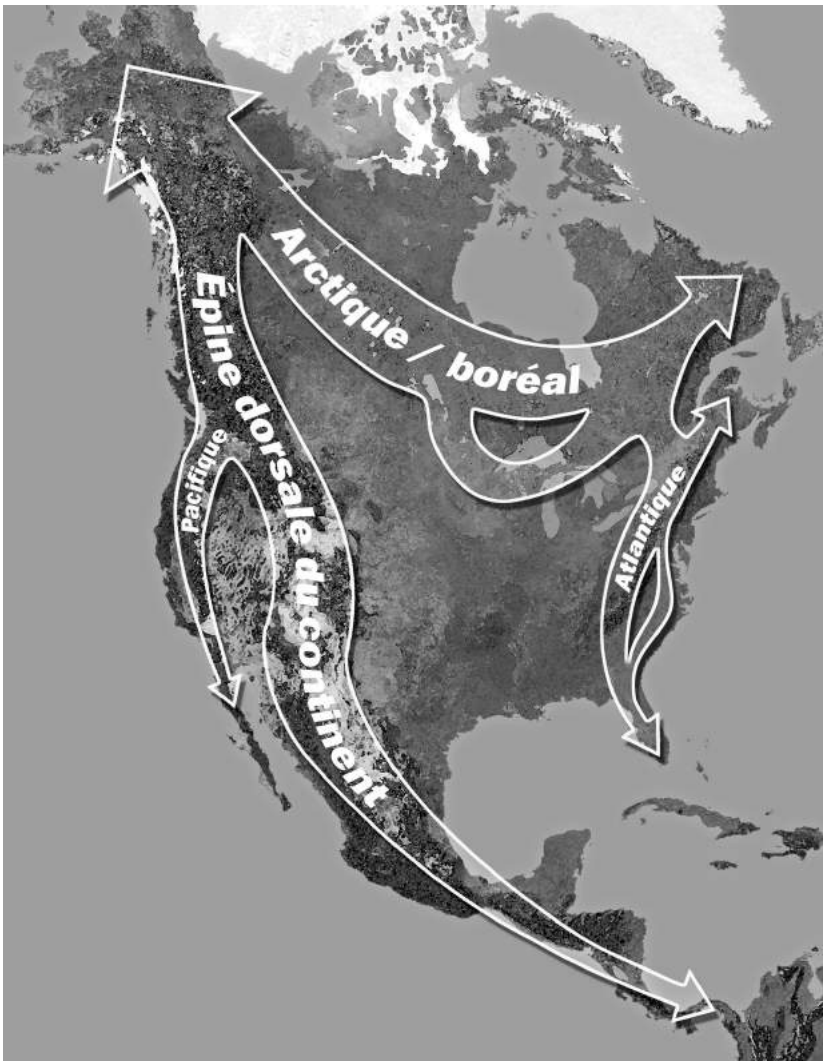 Arctique / boréal
Épine dorsale du continent
Pacifique
Atlantique